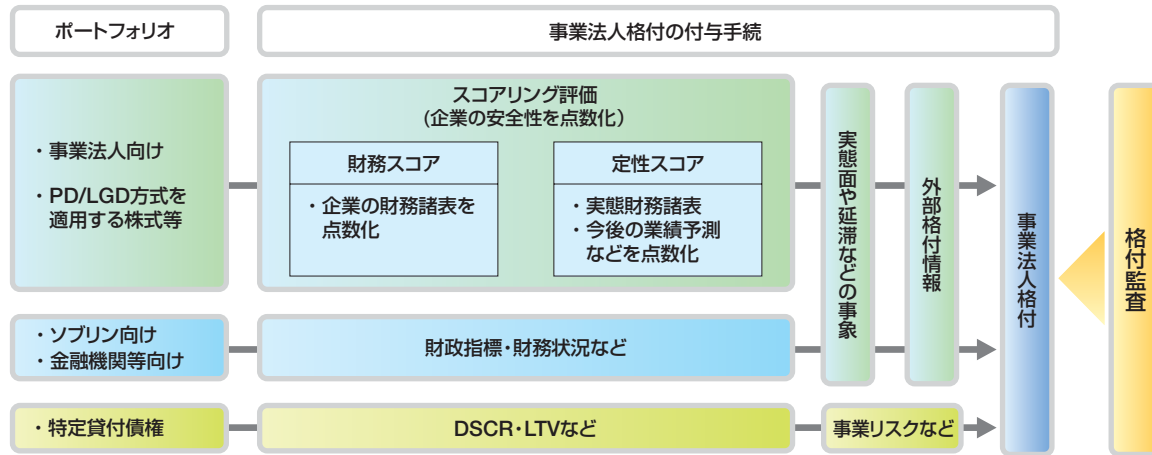 ポートフォリオ
事業法人格付の付与手続
・事業法人向け
・PD/LGD方式を
適用する株式等
スコアリング評価
(企業の安全性を点数化)
財務スコア
・企業の財務諸表を
点数化
定性スコア
・実態財務諸表
・今後の業績予測
などを点数化
実態面や延滞などの事象
外部格付情報
事業法人格付
格付監査
・ソブリン向け
・金融機関等向け
財政指標・財務状況など
・特定貸付債権
DSCR・LTVなど
事業リスクなど